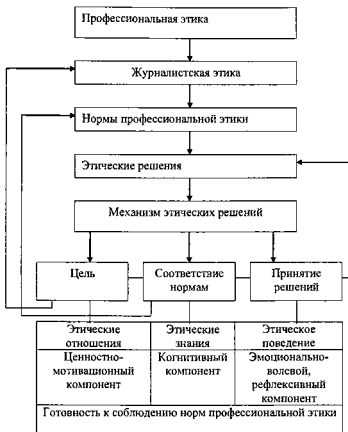 Профессиональная этика
Журналистская этика
Нормы профессиональной этики
Этические решения
Механизм этических решений
Цель
Соответствие
нормам
Принятие
решений
Этические
отношения
Этические
знания
Этическое
поведение
Ценностно-
мотивационный
компонент
Когнитивный
компонент
Эмоционально-
волевой,
рефлексивный
компонент
Готовность к соблюдению норм профессиональной этики